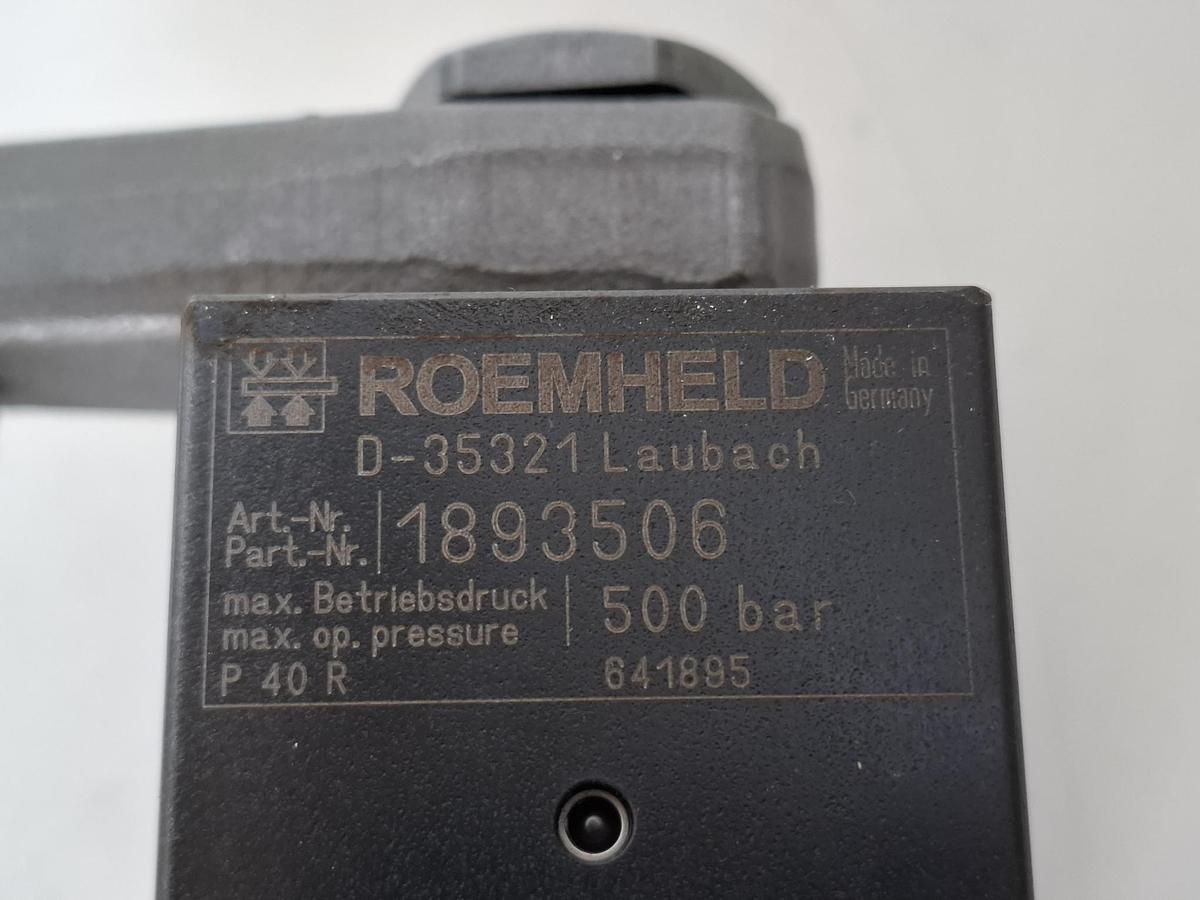 ROEMHELD Made in Germany
D-35321 Laubach
Art.-Nr.
Part.-Nr. 1893506
max. Betriebsdruck
max. op. pressure 500 bar
P 40 R 641895